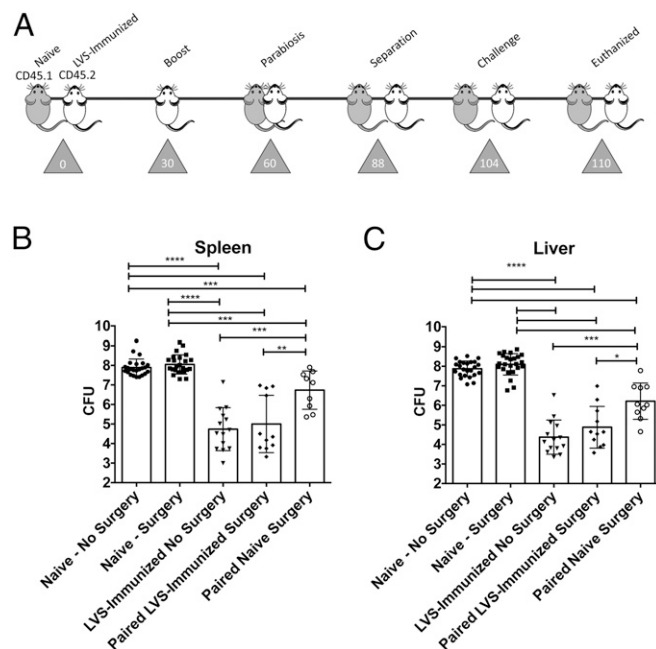 A
Naïve
CD45.1
LVS-Immunized
CD45.2
Boost
Parabiosis
Separation
Challenge
Euthanized
0
30
60
88
104
110
B
Spleen
****
***
****
***
***
**
CFU
10
9
8
7
6
5
4
3
2
Naive - No Surgery
Naive - Surgery
LVS-Immunized No Surgery
Paired LVS-Immunized Surgery
Paired Naive Surgery
C
Liver
****
***
*
CFU
10
9
8
7
6
5
4
3
2
Naive - No Surgery
Naive - Surgery
LVS-Immunized No Surgery
Paired LVS-Immunized Surgery
Paired Naive Surgery